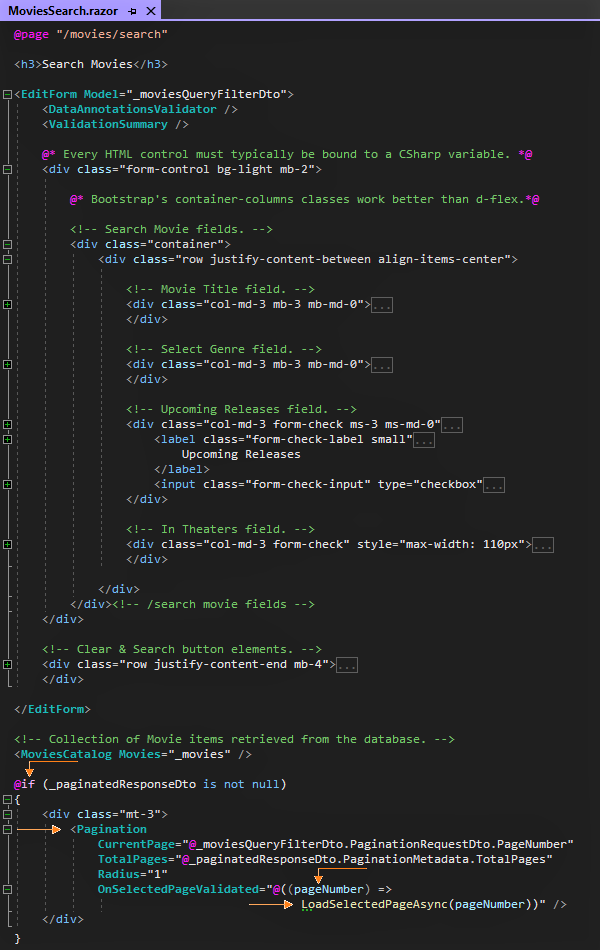 MoviesSearch.razor
@page "/movies/search"
<h3>Search Movies</h3>
<EditForm Model="_moviesQueryFilterDto">
<DataAnnotationsValidator />
<ValidationSummary />
@* Every HTML control must typically be bound to a CSharp variable. *@
<div class="form-control bg-light mb-2">
@* Bootstrap's container-columns classes work better than d-flex.*@
<!-- Search Movie fields. -->
<div class="container">
<div class="row justify-content-between align-items-center">
<!-- Movie Title field. -->
<div class="col-md-3 mb-3 mb-md-0">...
</div>
<!-- Select Genre field. -->
<div class="col-md-3 mb-3 mb-md-0">...
</div>
<!-- Upcoming Releases field. -->
<div class="col-md-3 form-check ms-3 ms-md-0"...
<label class="form-check-label small"...
Upcoming Releases
</label>
<input class="form-check-input" type="checkbox"...
</div>
<!-- In Theaters field. -->
<div class="col-md-3 form-check" style="max-width: 110px">...
</div>
</div>
</div><!-- /search movie fields -->
</div>
<!-- Clear & Search button elements. -->
<div class="row justify-content-end mb-4">...
</div>
</EditForm>
<!-- Collection of Movie items retrieved from the database. -->
<MoviesCatalog Movies="_movies" />
@if (_paginatedResponseDto is not null)
{
<div class="mt-3">
<Pagination
CurrentPage="@_moviesQueryFilterDto.PaginationRequestDto.PageNumber"
TotalPages="@_paginatedResponseDto.PaginationMetadata.TotalPages"
Radius="1"
OnSelectedPageValidated="@((pageNumber) =>
LoadSelectedPageAsync(pageNumber))" />
</div>
}